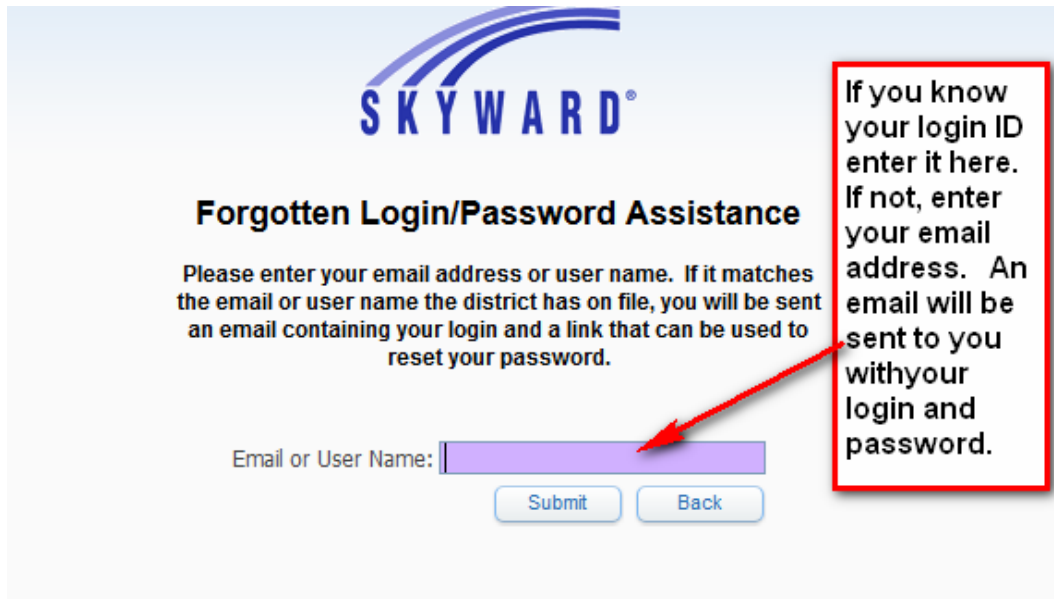 SKYWARD®
Forgotten Login/Password Assistance
Please enter your email address or user name. If it matches
the email or user name the district has on file, you will be sent
an email containing your login and a link that can be used to
reset your password.
Email or User Name:
Submit Back
If you know
your login ID
enter it here.
If not, enter
your email
address. An
email will be
sent to you
withyour
login and
password.